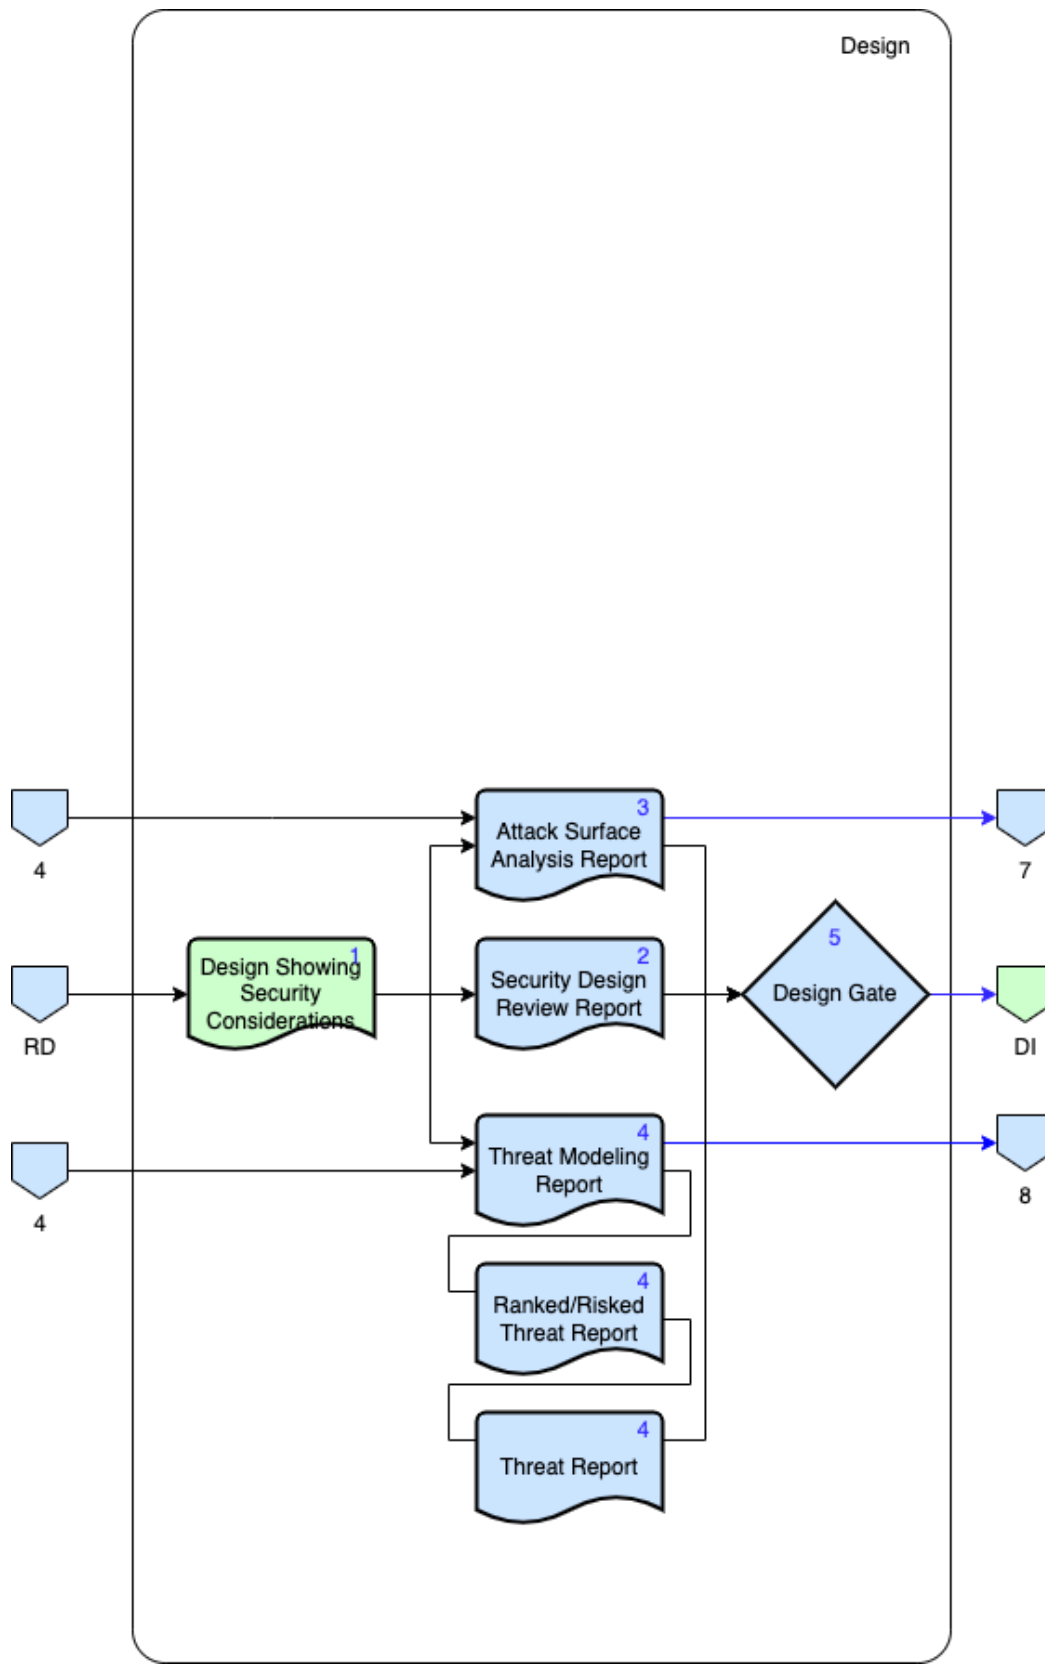 Design
3
Attack Surface
Analysis Report
4
7
5
Design Gate
1
Design Showing
Security
Considerations
2
Security Design
Review Report
RD
DI
4
Threat Modeling
Report
4
8
4
Ranked/Risked
Threat Report
4
Threat Report